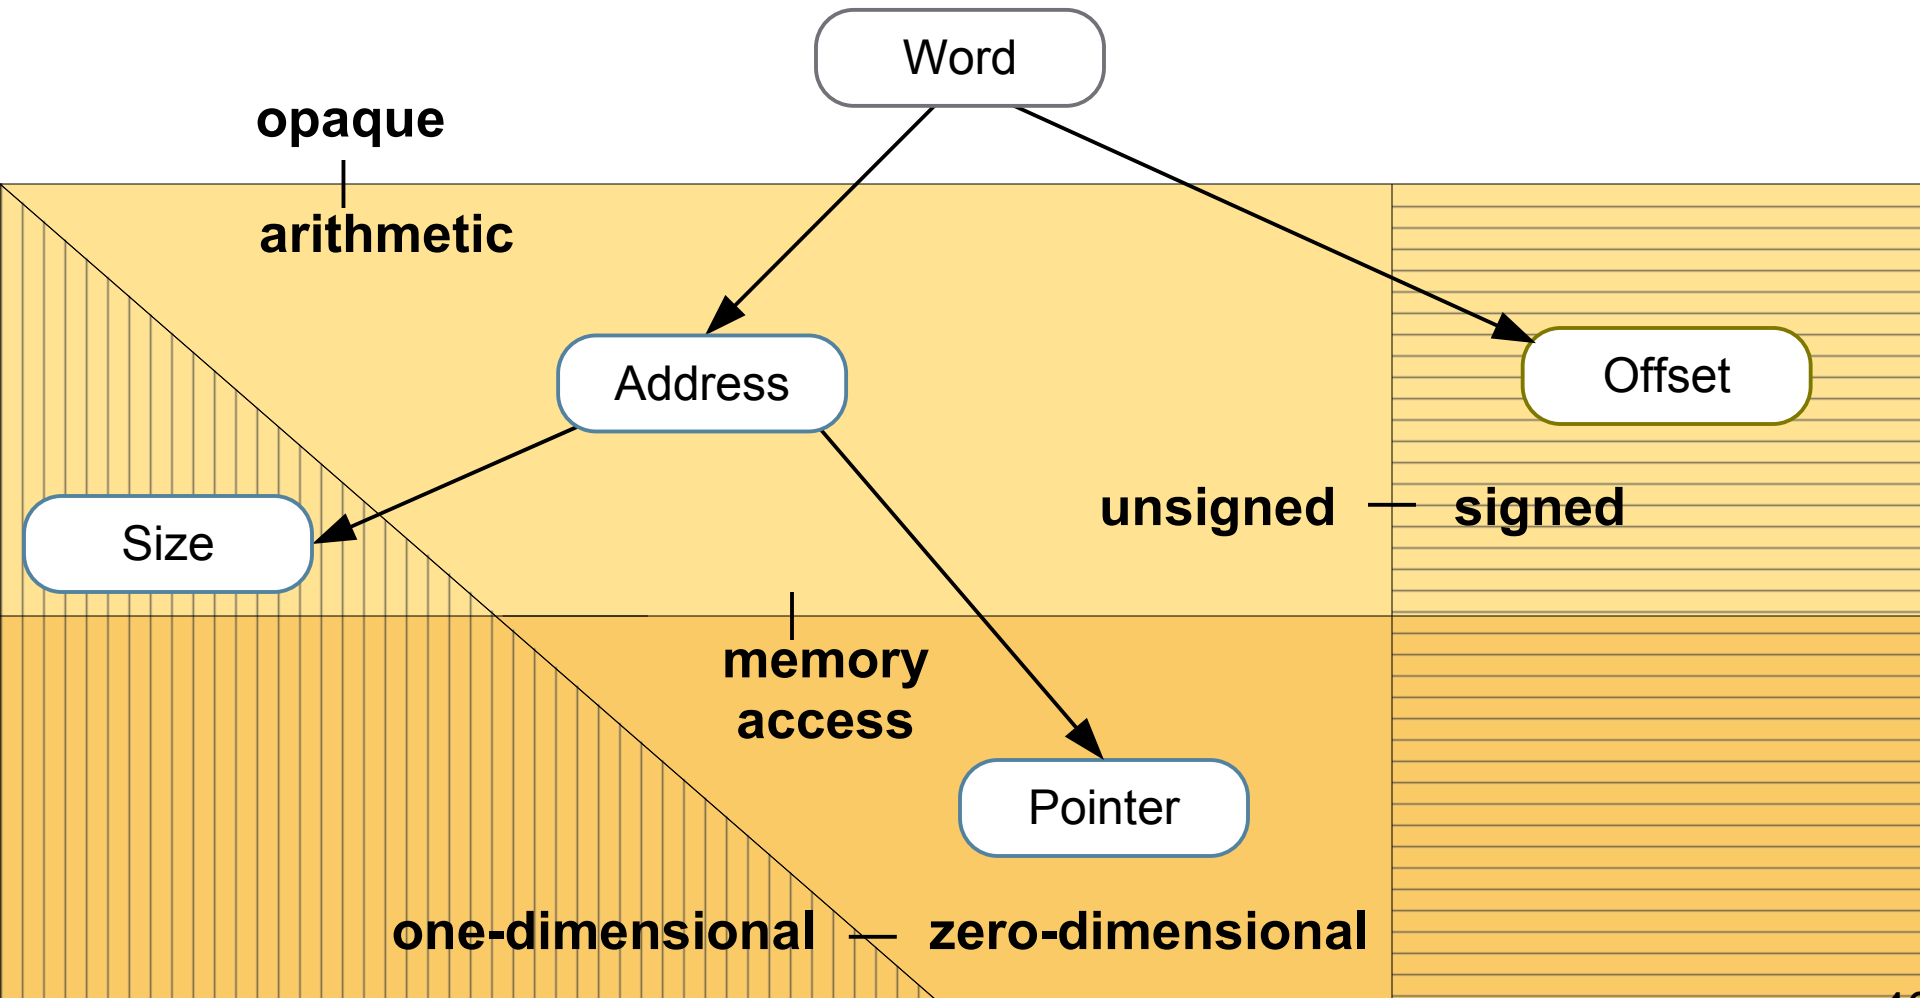 Word
opaque
arithmetic
Address
Offset
unsigned — signed
Size
memory
access
Pointer
one-dimensional — zero-dimensional